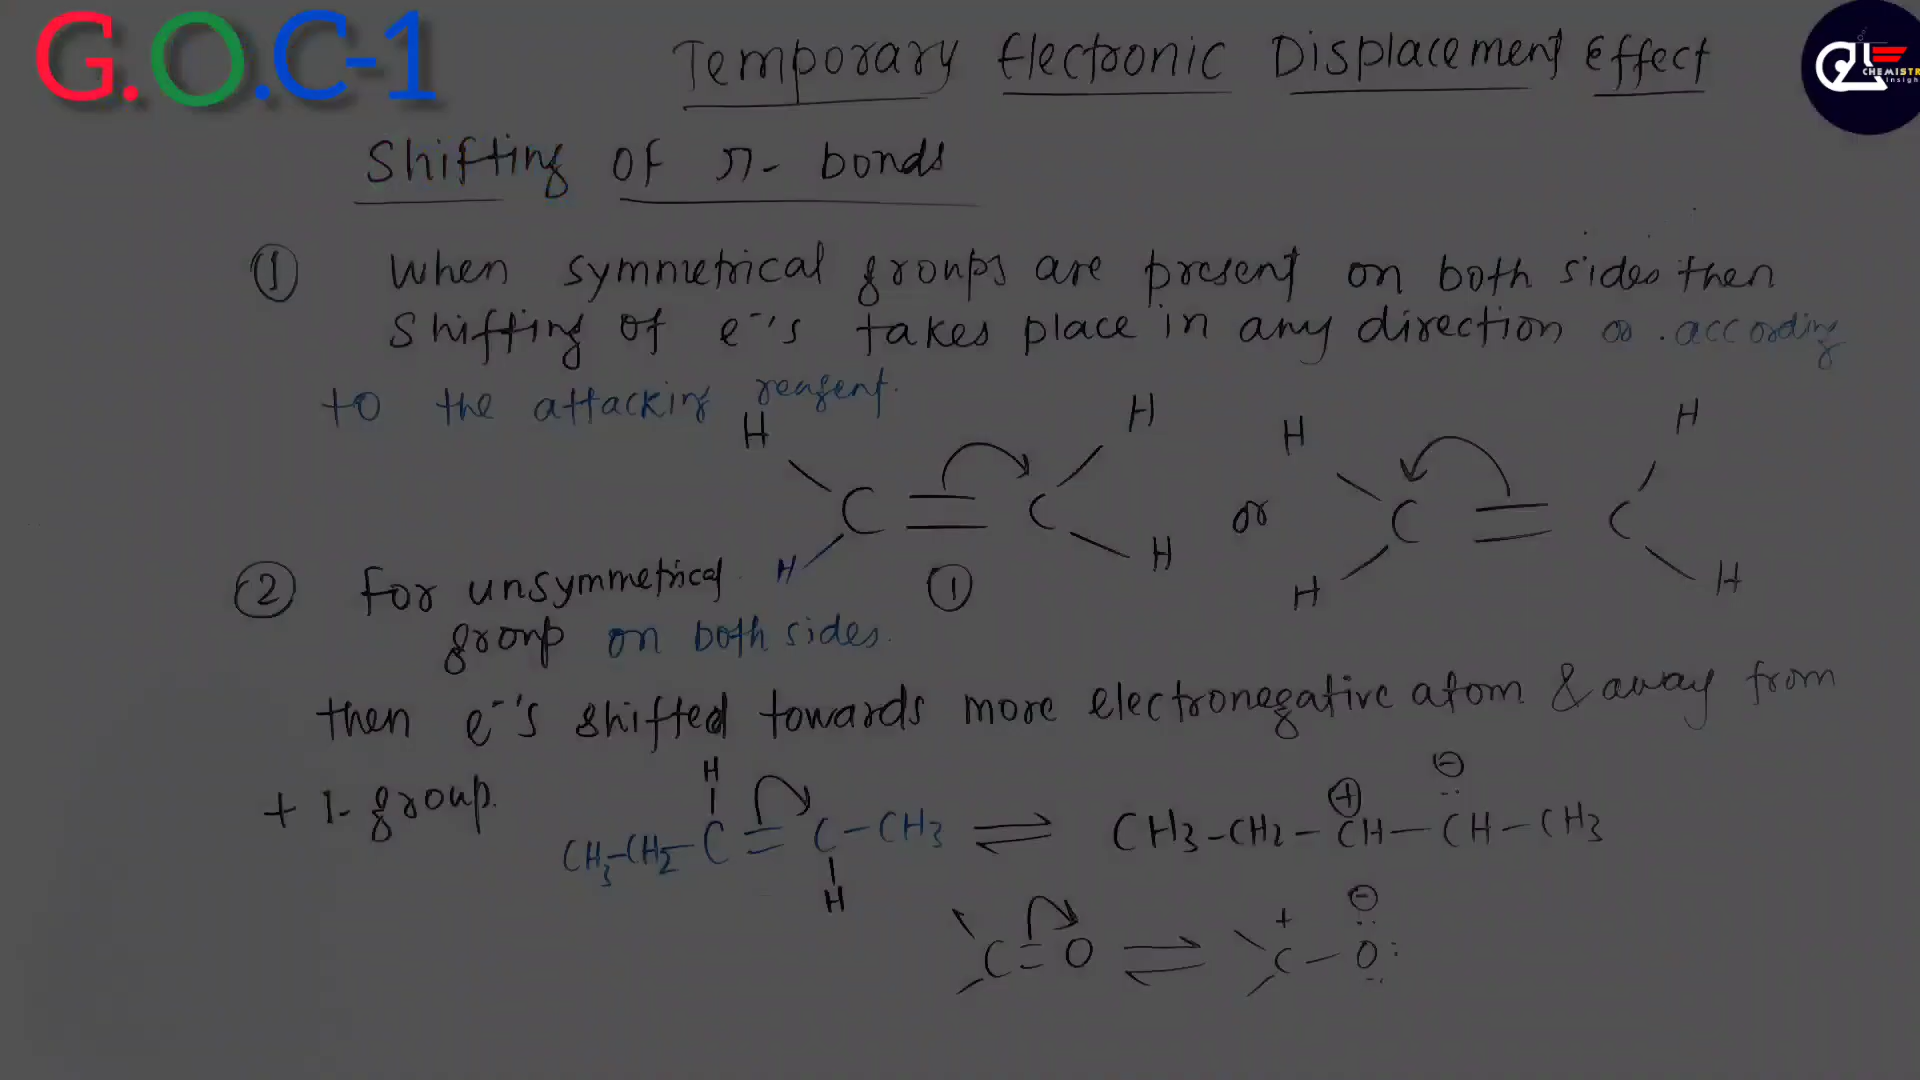 G.O.C-1
Temporary Electronic Displacement Effect
CHEMISTR
insigh
Shifting of π- bonds
① When symmetrical groups are present on both sides then
Shifting of e⁻'s takes place in any direction or . according
to the attacking reagent.
H H H H
C = C or C = C
H H H H
①
② For unsymmetrical
group on both sides.
then e⁻'s shifted towards more electronegative atom & away from
+ I- group.
H
CH3-CH2-C = C-CH3 ⇌ CH3-CH2-⊕CH-⊖CH-CH3
H
C=O ⇌ C⁺-O:⊖